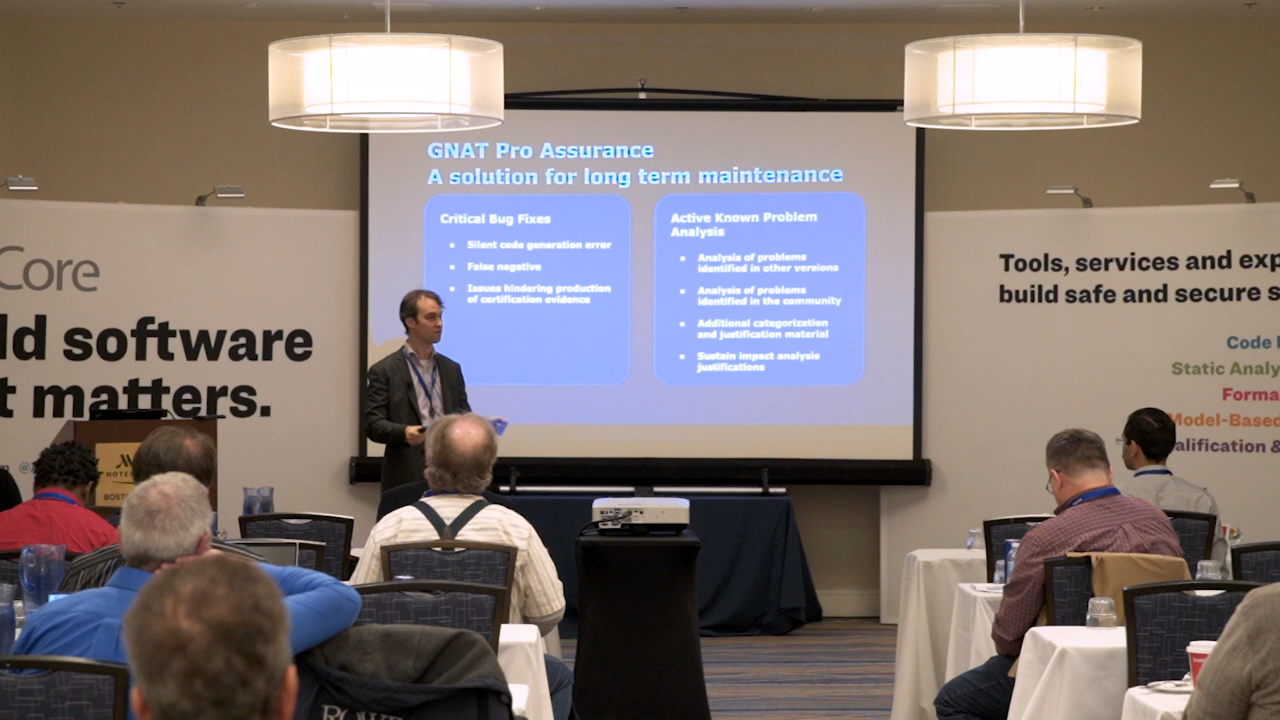 GNAT Pro Assurance
A solution for long term maintenance
Critical Bug Fixes
Silent code generation error
False negative
Issues hindering production
of certification evidence
Active Known Problem
Analysis
Analysis of problems
identified in other versions
Analysis of problems
identified in the community
Additional categorization
and justification material
Sustain impact analysis
justifications
Core
ld software
t matters.
Tools, services and exp
build safe and secure s
Code
Static Analy
Forma
Model-Based
alification &
HOTE
BOST